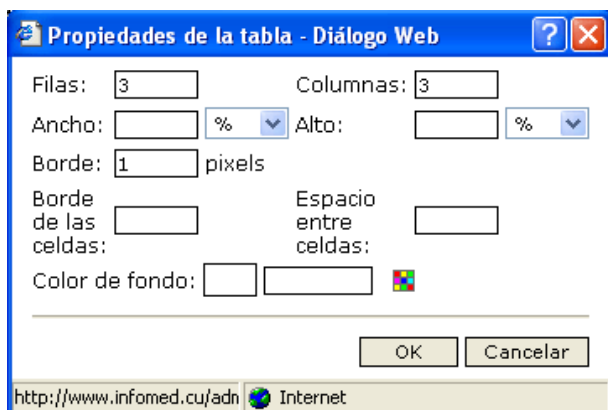 Propiedades de la tabla - Diálogo Web
Filas: 3 Columnas: 3
Ancho: % Alto: %
Borde: 1 pixels
Borde de las celdas:
Espacio entre celdas:
Color de fondo:
OK Cancelar
http://www.infomed.cu/adn Internet